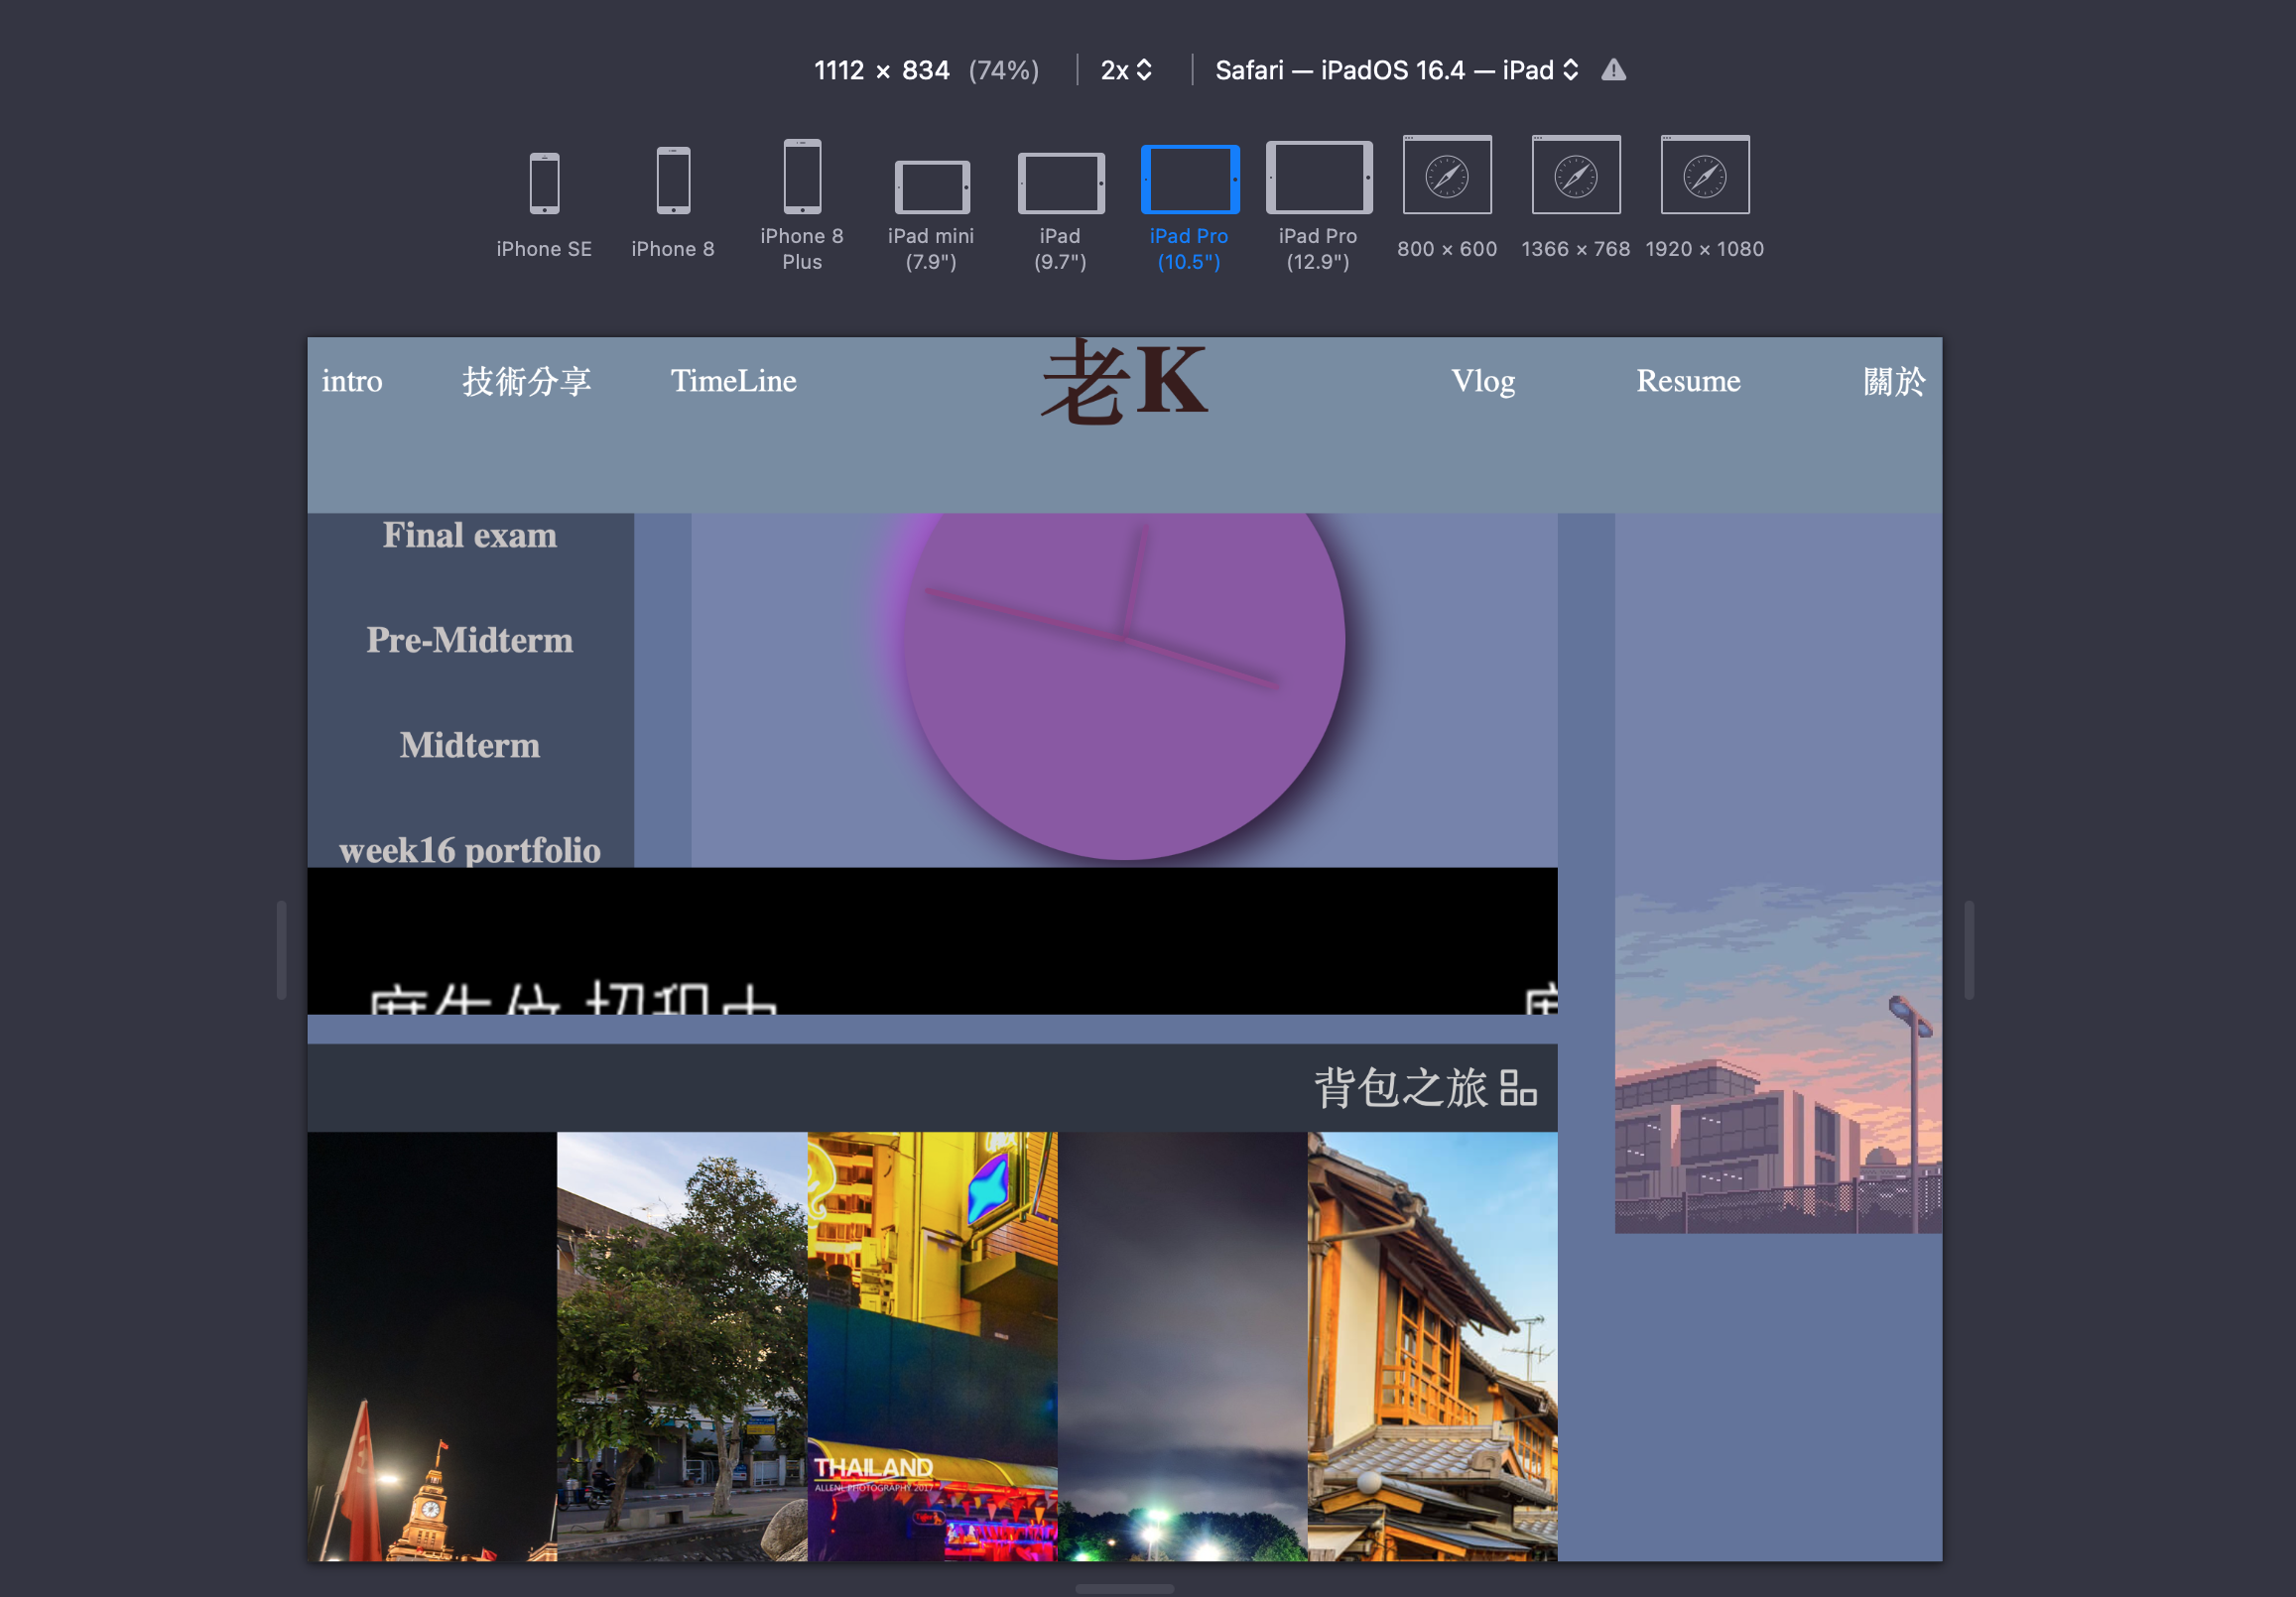 1112 × 834 (74%) 2x Safari — iPadOS 16.4 — iPad
iPhone SE
iPhone 8
iPhone 8
Plus
iPad mini
(7.9")
iPad
(9.7")
iPad Pro
(10.5")
iPad Pro
(12.9")
800 × 600
1366 × 768
1920 × 1080
intro 技術分享 TimeLine 老K Vlog Resume 關於
Final exam
Pre-Midterm
Midterm
week16 portfolio
背包之旅
THAILAND
ALLENL PHOTOGRAPHY 2017